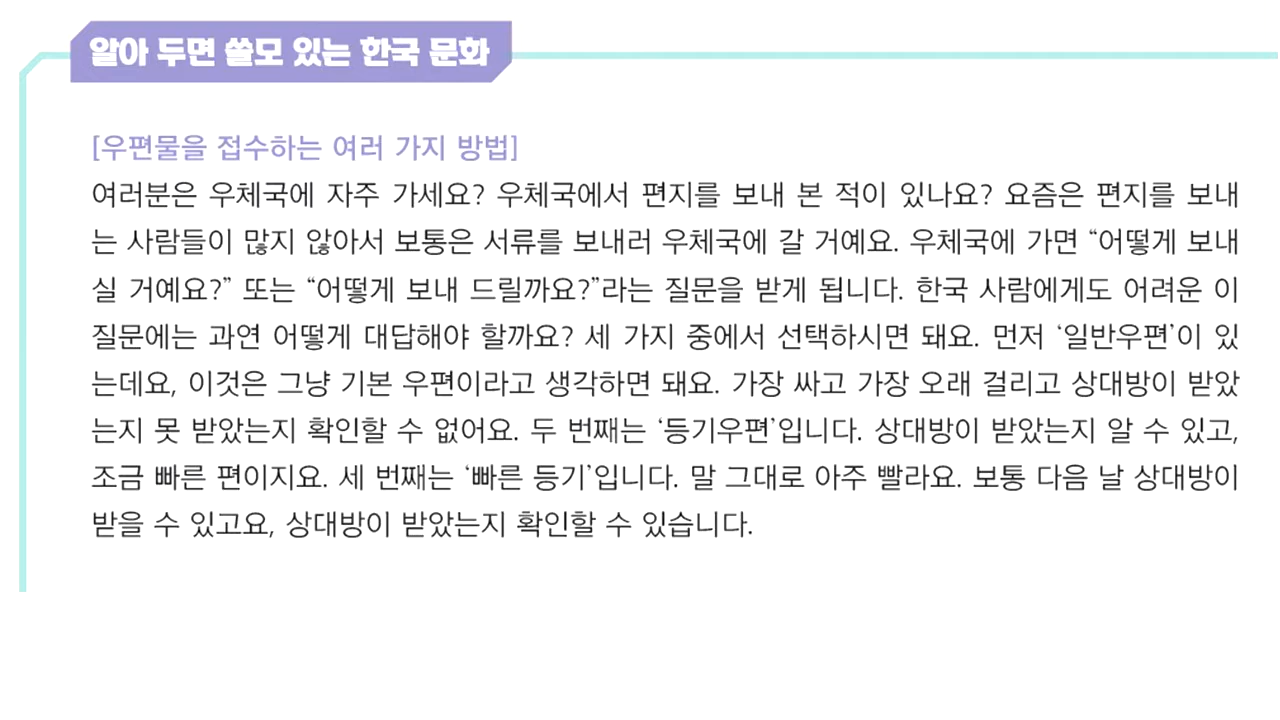 알아 두면 쓸모 있는 한국 문화
[우편물을 접수하는 여러 가지 방법]
여러분은 우체국에 자주 가세요? 우체국에서 편지를 보내 본 적이 있나요? 요즘은 편지를 보내
는 사람들이 많지 않아서 보통은 서류를 보내러 우체국에 갈 거예요. 우체국에 가면 “어떻게 보내
실 거예요?” 또는 “어떻게 보내 드릴까요?”라는 질문을 받게 됩니다. 한국 사람에게도 어려운 이
질문에는 과연 어떻게 대답해야 할까요? 세 가지 중에서 선택하시면 돼요. 먼저 ‘일반우편’이 있
는데요, 이것은 그냥 기본 우편이라고 생각하면 돼요. 가장 싸고 가장 오래 걸리고 상대방이 받았
는지 못 받았는지 확인할 수 없어요. 두 번째는 ‘등기우편’입니다. 상대방이 받았는지 알 수 있고,
조금 빠른 편이지요. 세 번째는 ‘빠른 등기’입니다. 말 그대로 아주 빨라요. 보통 다음 날 상대방이
받을 수 있고요, 상대방이 받았는지 확인할 수 있습니다.